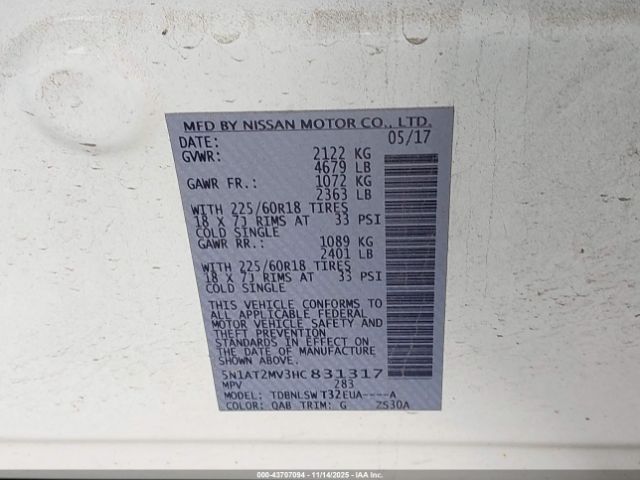 MFD BY NISSAN MOTOR CO., LTD.
DATE: 05/17
GVWR: 2122 KG
4679 LB
GAWR FR.: 1072 KG
2363 LB
WITH 225/60R18 TIRES
18 X 7J RIMS AT 33 PSI
COLD SINGLE
GAWR RR.: 1089 KG
2401 LB
WITH 225/60R18 TIRES
18 X 7J RIMS AT 33 PSI
COLD SINGLE
THIS VEHICLE CONFORMS TO
ALL APPLICABLE FEDERAL
MOTOR VEHICLE SAFETY AND
THEFT PREVENTION
STANDARDS IN EFFECT ON
THE DATE OF MANUFACTURE
SHOWN ABOVE.
5N1AT2MV3HC831317
MPV 283
MODEL: TDBNLSW T32EUA----A
COLOR: QAB TRIM: G 2S30A
000-43707094 | 11/14/2025 | IAA Inc.